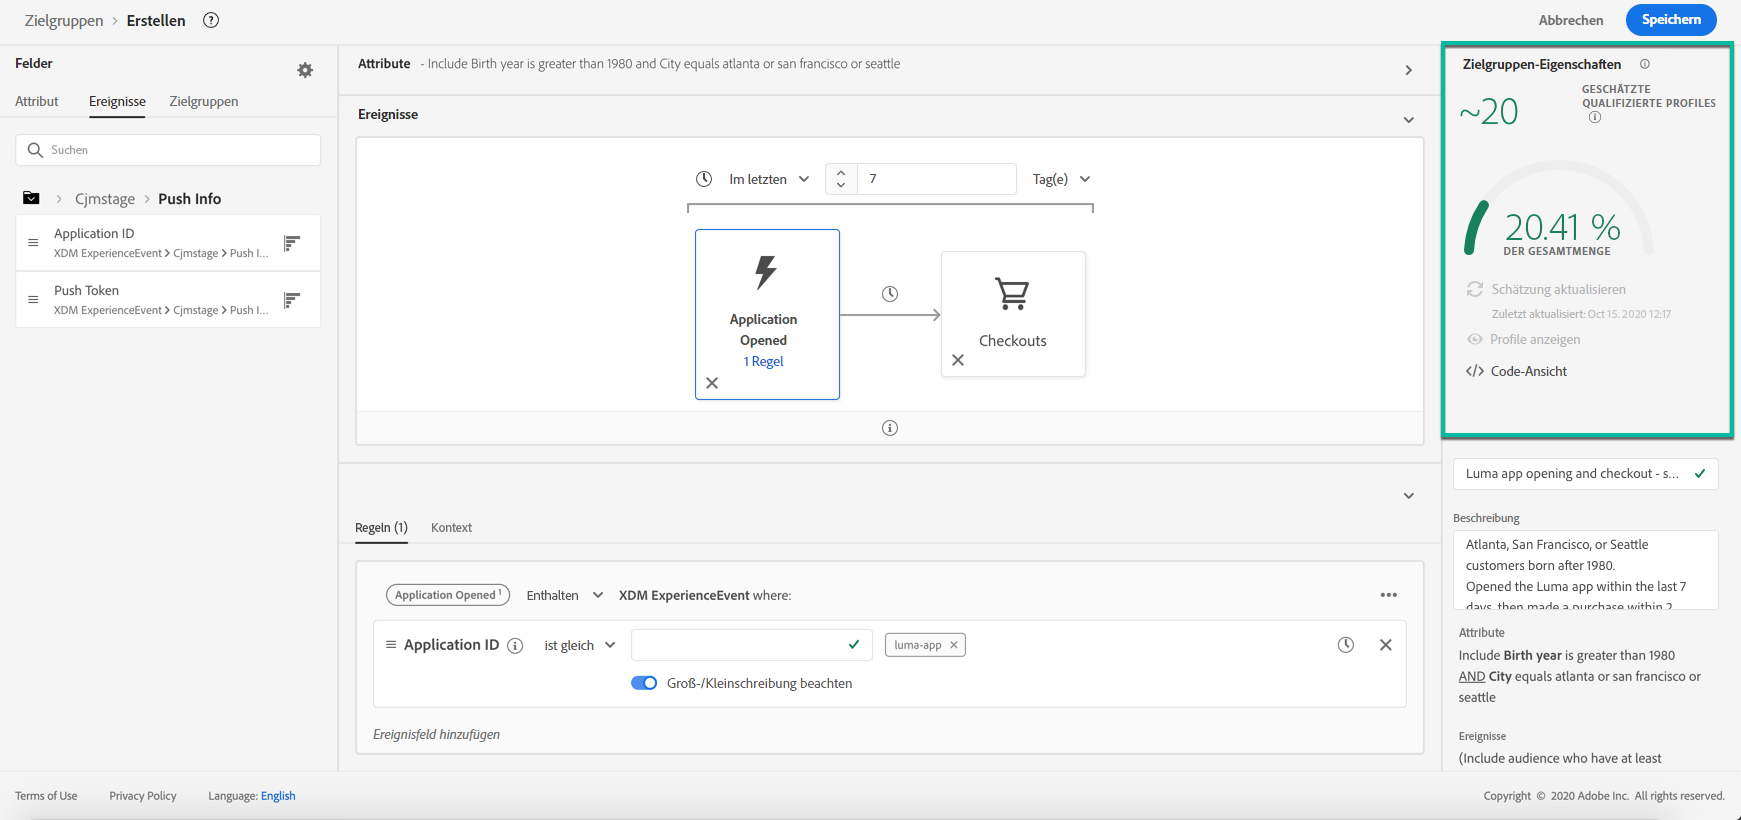 Zielgruppen > Erstellen ?
Abbrechen
Speichern
Felder
Attribut
Ereignisse
Zielgruppen
Suchen
> Cjmstage > Push Info
Application ID
XDM ExperienceEvent > Cjmstage > Push I...
Push Token
XDM ExperienceEvent > Cjmstage > Push I...
Attribute - Include Birth year is greater than 1980 and City equals atlanta or san francisco or seattle
Ereignisse
Im letzten
7
Tag(e)
Application
Opened
1 Regel
Checkouts
Regeln (1)
Kontext
Application Opened 1
Enthalten
XDM ExperienceEvent where:
Application ID
ist gleich
luma-app
Groß-/Kleinschreibung beachten
Ereignisfeld hinzufügen
Zielgruppen-Eigenschaften
~20
GESCHÄTZTE
QUALIFIZIERTE PROFILES
20.41 %
DER GESAMTMENGE
Schätzung aktualisieren
Zuletzt aktualisiert: Oct 15. 2020 12:17
Profile anzeigen
</> Code-Ansicht
Luma app opening and checkout - s...
Beschreibung
Atlanta, San Francisco, or Seattle
customers born after 1980.
Opened the Luma app within the last 7
days, then made a purchase within 2
Attribute
Include Birth year is greater than 1980
AND City equals atlanta or san francisco or
seattle
Ereignisse
(Include audience who have at least
Terms of Use
Privacy Policy
Language: English
Copyright © 2020 Adobe Inc. All rights reserved.